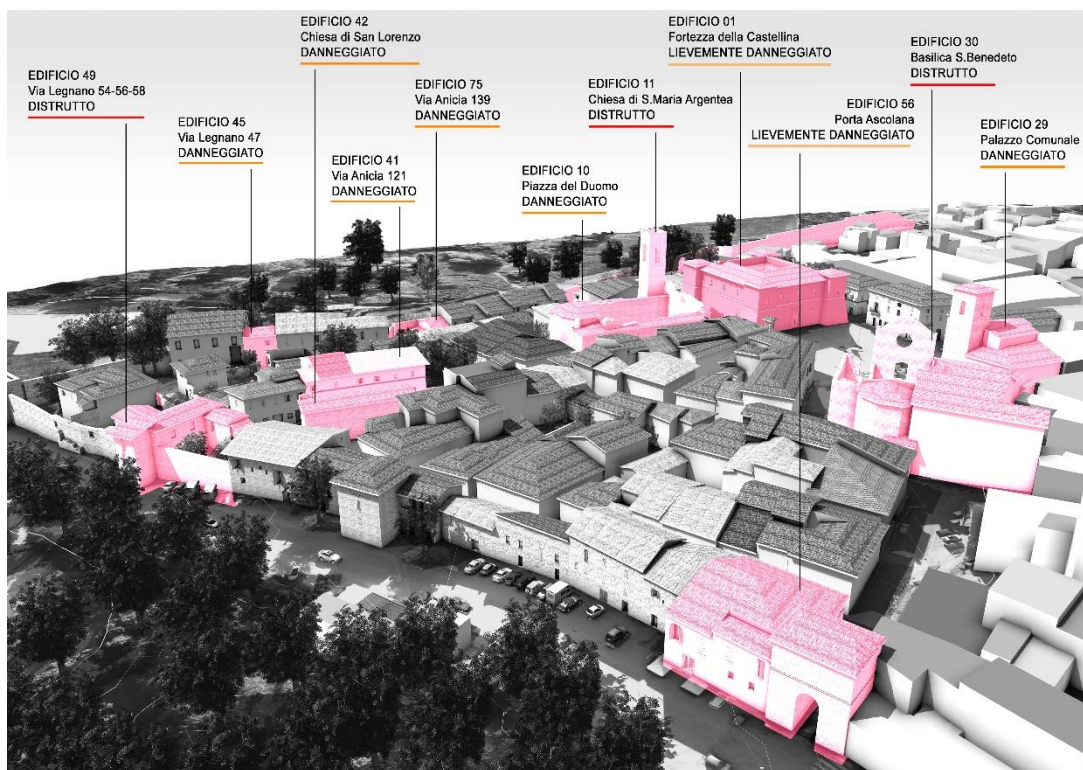 EDIFICIO 49
Via Legnano 54-56-58
DISTRUTTO
EDIFICIO 45
Via Legnano 47
DANNEGGIATO
EDIFICIO 42
Chiesa di San Lorenzo
DANNEGGIATO
EDIFICIO 41
Via Anicia 121
DANNEGGIATO
EDIFICIO 75
Via Anicia 139
DANNEGGIATO
EDIFICIO 10
Piazza del Duomo
DANNEGGIATO
EDIFICIO 11
Chiesa di S.Maria Argentea
DISTRUTTO
EDIFICIO 01
Fortezza della Castellina
LIEVEMENTE DANNEGGIATO
EDIFICIO 56
Porta Ascolana
LIEVEMENTE DANNEGGIATO
EDIFICIO 30
Basilica S.Benedeto
DISTRUTTO
EDIFICIO 29
Palazzo Comunale
DANNEGGIATO